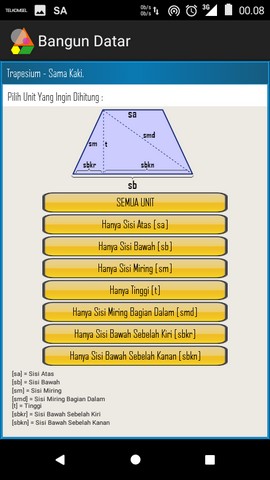 TELKOMSEL SA 0b/s 0b/s 3G 00.08
Bangun Datar
Trapesium - Sama Kaki.
Pilih Unit Yang Ingin Dihitung :
sa
sm t smd
sbkr sbkn
sb
SEMUA UNIT
Hanya Sisi Atas [sa]
Hanya Sisi Bawah [sb]
Hanya Sisi Miring [sm]
Hanya Tinggi [t]
Hanya Sisi Miring Bagian Dalam [smd]
Hanya Sisi Bawah Sebelah Kiri [sbkr]
Hanya Sisi Bawah Sebelah Kanan [sbkn]
[sa] = Sisi Atas
[sb] = Sisi Bawah
[sm] = Sisi Miring
[smd] = Sisi Miring Bagian Dalam
[t] = Tinggi
[sbkr] = Sisi Bawah Sebelah Kiri
[sbkn] = Sisi Bawah Sebelah Kanan